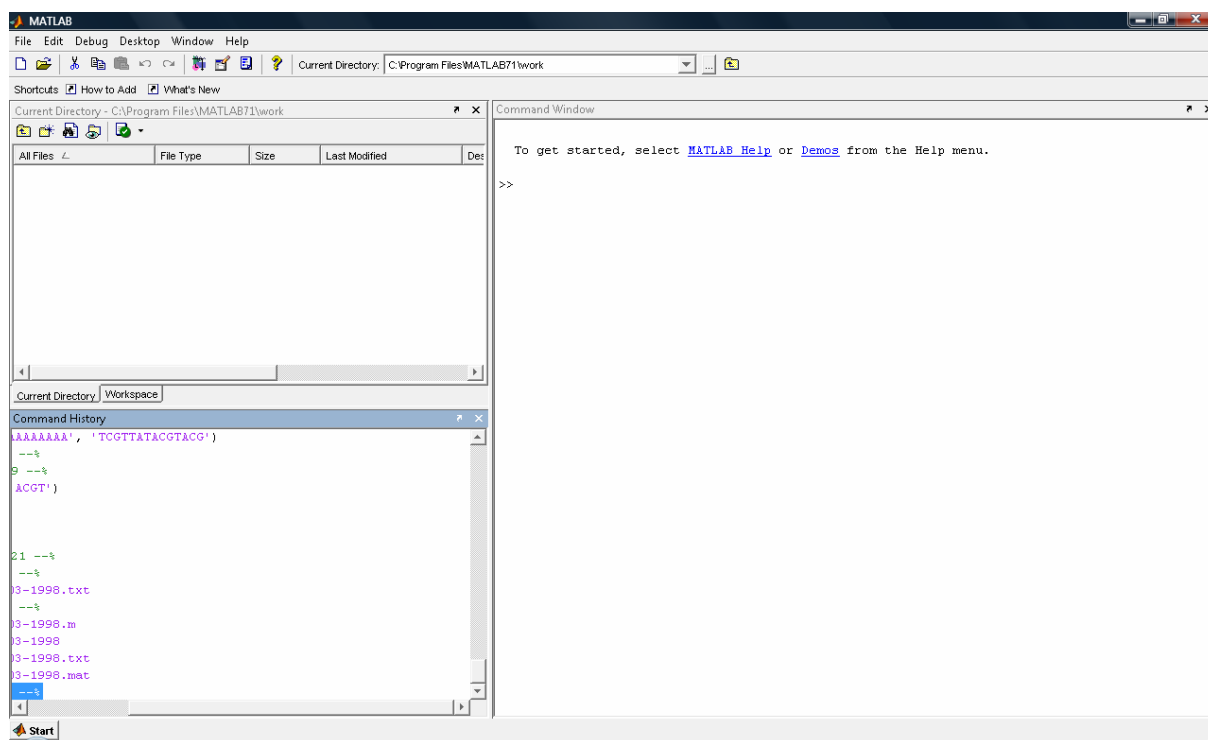 MATLAB
File Edit Debug Desktop Window Help
Current Directory: C:\Program Files\MATLAB71\work
...
Shortcuts How to Add What's New
Current Directory - C:\Program Files\MATLAB71\work
All Files File Type Size Last Modified Des
Current Directory Workspace
Command History
AAAAAAA', 'TCGTTATACGTACG')
--%
9 --%
ACGT')
21 --%
--%
03-1998.txt
--%
03-1998.m
03-1998
03-1998.txt
03-1998.mat
--%
Command Window
To get started, select MATLAB Help or Demos from the Help menu.
>>
Start